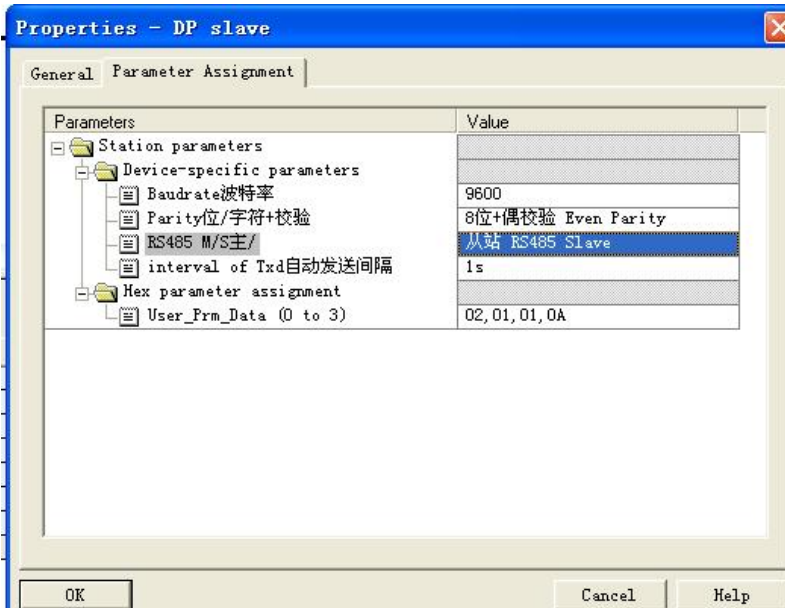 Properties - DP slave
General Parameter Assignment
Parameters Value
Station parameters
Device-specific parameters
Baudrate波特率 9600
Parity位/字符+校验 8位+偶校验 Even Parity
RS485 M/S主/ 从站 RS485 Slave
interval of Txd自动发送间隔 1s
Hex parameter assignment
User_Prm_Data (0 to 3) 02,01,01,0A
OK Cancel Help